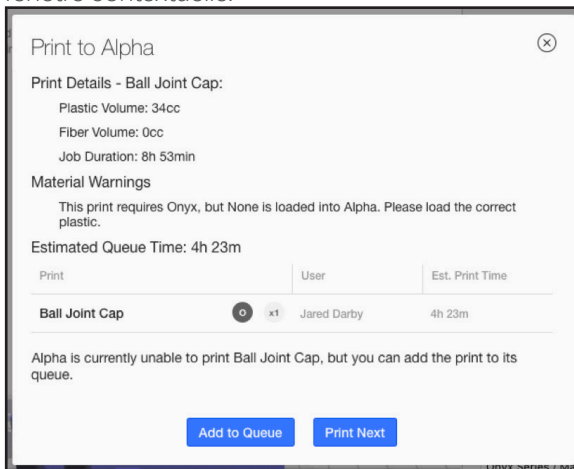 fenêtre contextuelle.
Print to Alpha
Print Details - Ball Joint Cap:
Plastic Volume: 34cc
Fiber Volume: 0cc
Job Duration: 8h 53min
Material Warnings
This print requires Onyx, but None is loaded into Alpha. Please load the correct
plastic.
Estimated Queue Time: 4h 23m
Print User Est. Print Time
Ball Joint Cap O x1 Jared Darby 4h 23m
Alpha is currently unable to print Ball Joint Cap, but you can add the print to its
queue.
Add to Queue Print Next